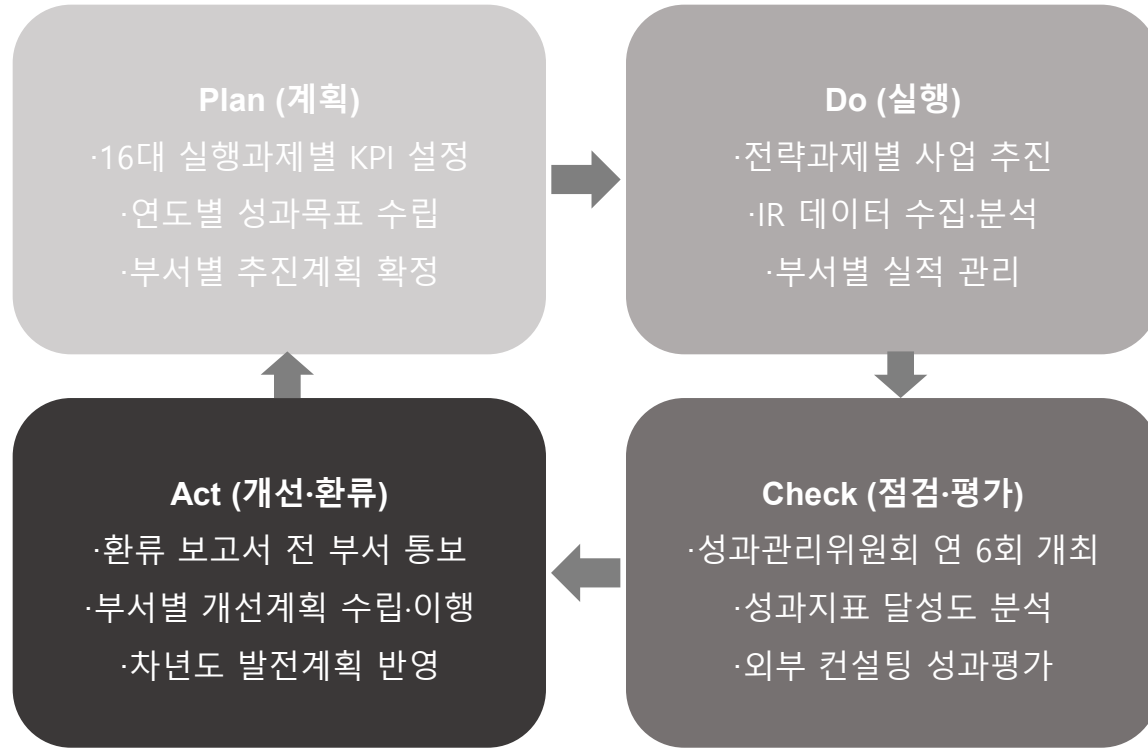 Plan (계획)
·16대 실행과제별 KPI 설정
·연도별 성과목표 수립
·부서별 추진계획 확정
Do (실행)
·전략과제별 사업 추진
·IR 데이터 수집·분석
·부서별 실적 관리
Check (점검·평가)
·성과관리위원회 연 6회 개최
·성과지표 달성도 분석
·외부 컨설팅 성과평가
Act (개선·환류)
·환류 보고서 전 부서 통보
·부서별 개선계획 수립·이행
·차년도 발전계획 반영